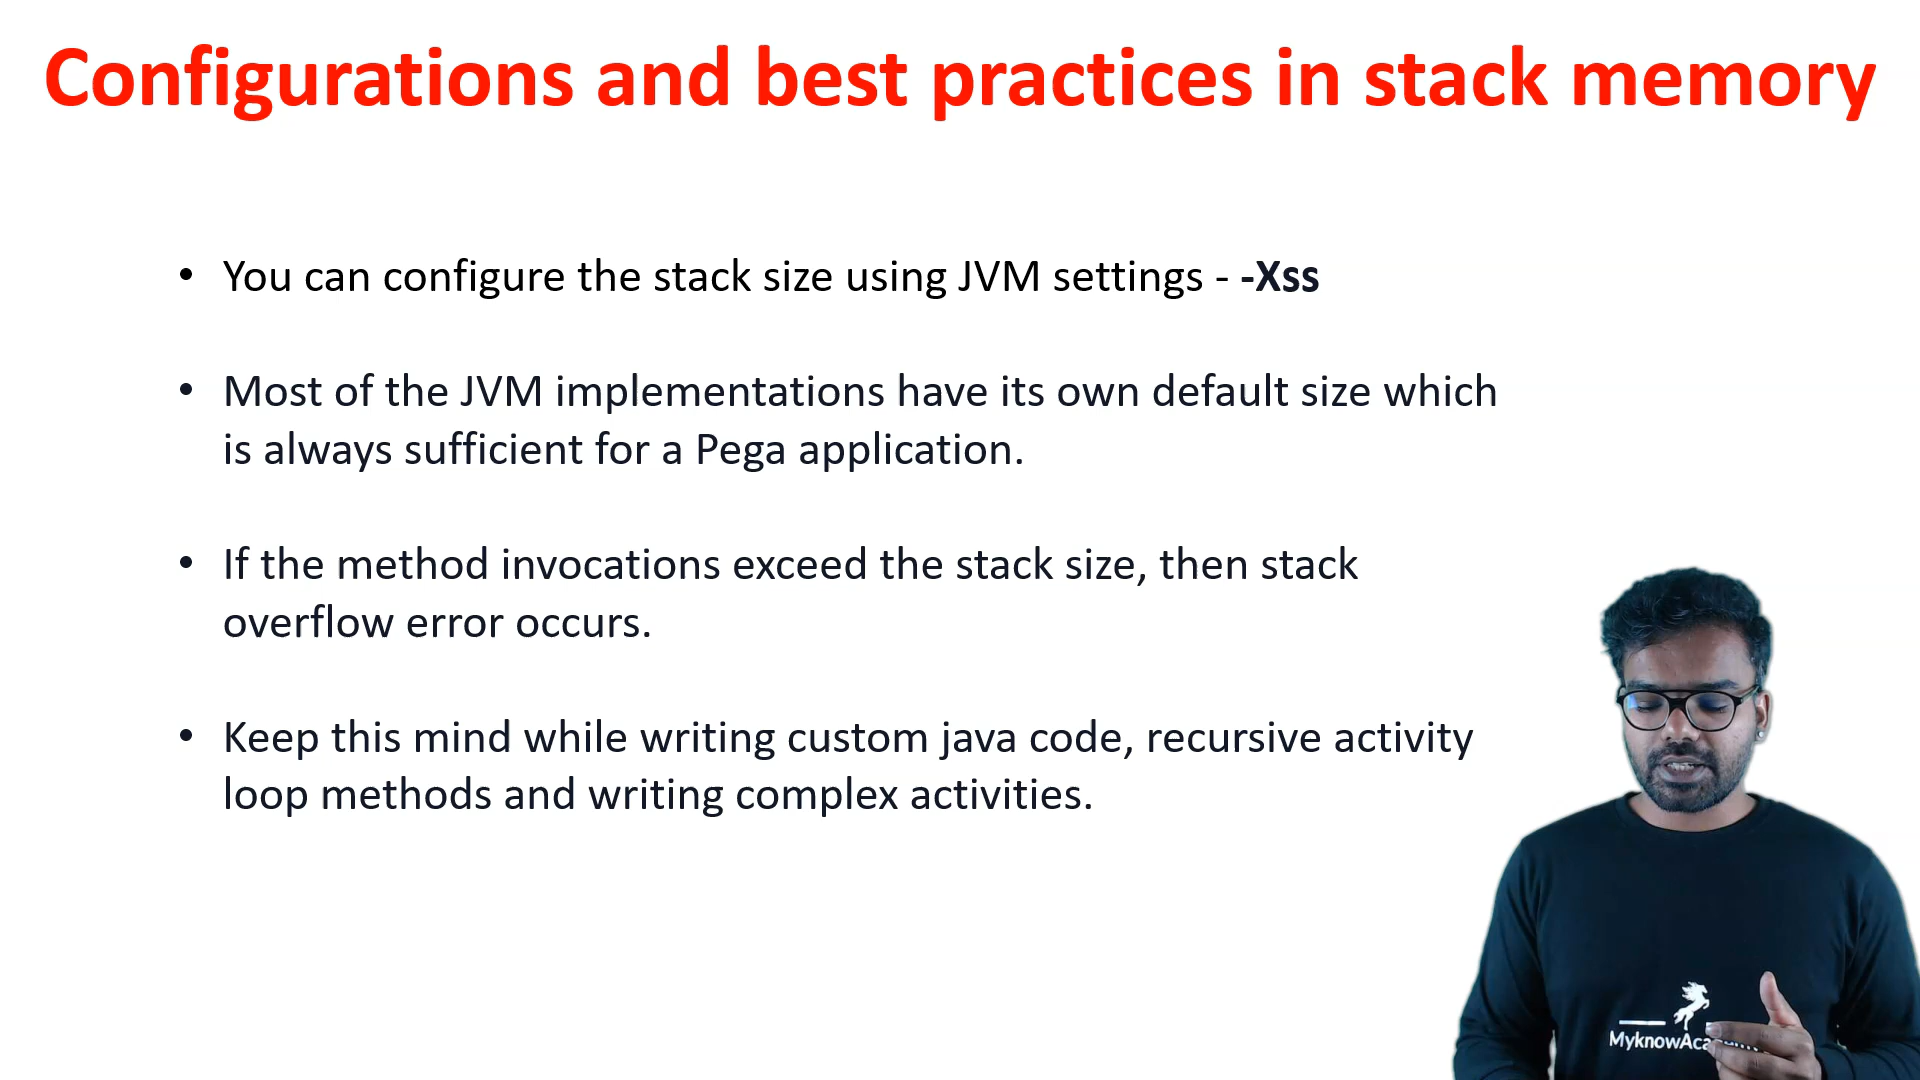 Configurations and best practices in stack memory
• You can configure the stack size using JVM settings - -Xss
• Most of the JVM implementations have its own default size which
is always sufficient for a Pega application.
• If the method invocations exceed the stack size, then stack
overflow error occurs.
• Keep this mind while writing custom java code, recursive activity
loop methods and writing complex activities.